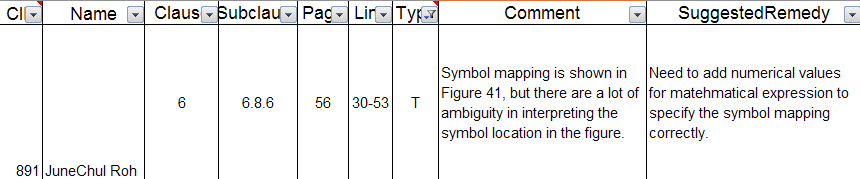 CI Name Claus Subclau Pag Lin Typ Comment SuggestedRemedy
Symbol mapping is shown in
Figure 41, but there are a lot of
ambiguity in interpreting the
symbol location in the figure.
Need to add numerical values
for matehmatical expression to
specify the symbol mapping
correctly.
6 6.8.6 56 30-53 T
891 JuneChul Roh